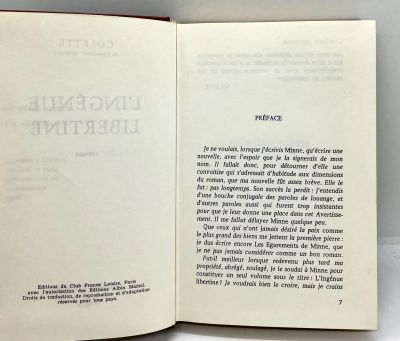 COLETTE
de l'Académie Goncourt
L'INGÉNUE
LIBERTINE
Editions du Club France Loisirs, Paris
avec l'autorisation des Editions Albin Michel.
Droits de traduction, de reproduction et d'adaptation
réservés pour tous pays.
PRÉFACE
Je ne voulais, lorsque j'écrivis Minne, qu'écrire une
nouvelle, avec l'espoir que je la signerais de mon
nom. Il fallait donc, pour détourner d'elle une
convoitise qui s'adressait d'habitude aux dimensions
du roman, que ma nouvelle fût assez brève. Elle le
fut : pas longtemps. Son succès la perdit : j'entendis
d'une bouche conjugale des paroles de louange, et
d'autres paroles aussi qui furent trop insistantes
pour que je leur donne une place dans cet Avertisse-
ment. Il me fallut délayer Minne quelque peu.
Que ceux qui n'ont jamais désiré la paix comme
le plus grand des biens me jettent la première pierre :
je dus écrire encore Les Egarements de Minne, que
je ne pus jamais considérer comme un bon roman.
Fut-il meilleur lorsque redevenu plus tard ma
propriété, abrégé, soulagé, je le soudai à Minne pour
constituer un seul volume sous le titre : L'Ingénue
libertine ? Je voudrais bien le croire, mais je crains
7